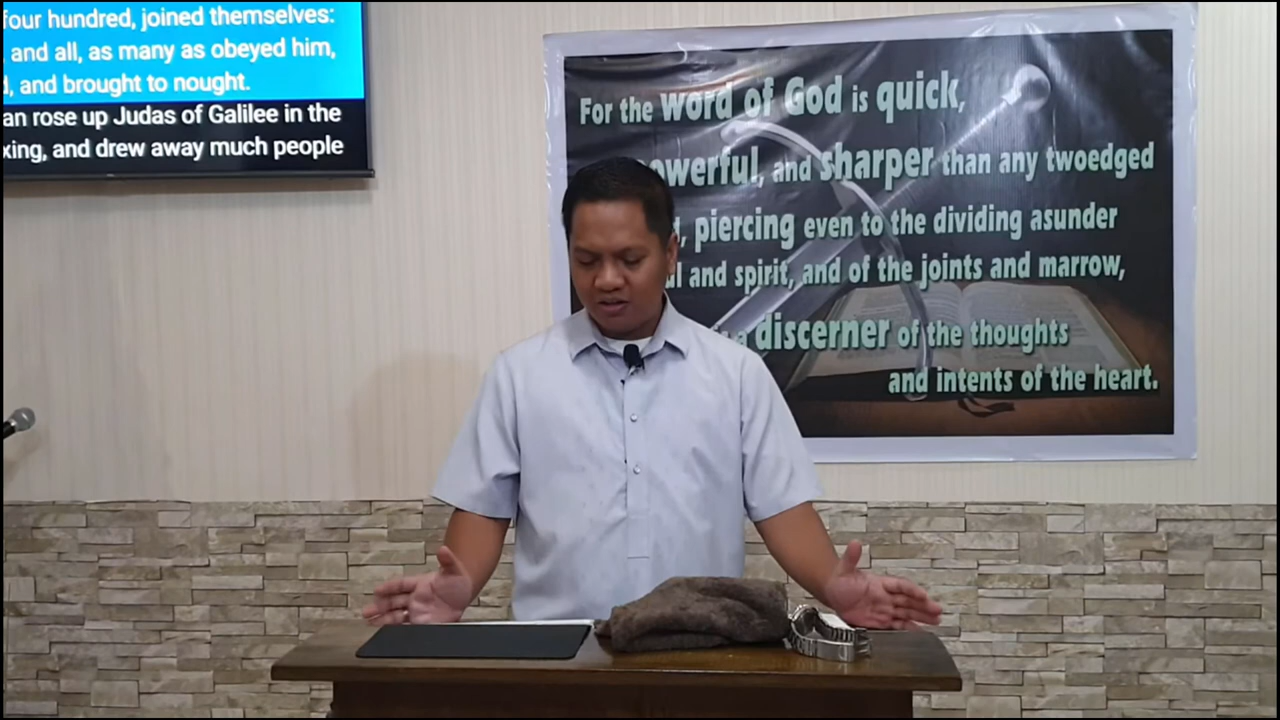 four hundred, joined themselves:
and all, as many as obeyed him,
, and brought to nought.
an rose up Judas of Galilee in the
xing, and drew away much people
For the word of God is quick,
owerful, and sharper than any twoedged
, piercing even to the dividing asunder
ul and spirit, and of the joints and marrow,
is a discerner of the thoughts
and intents of the heart.